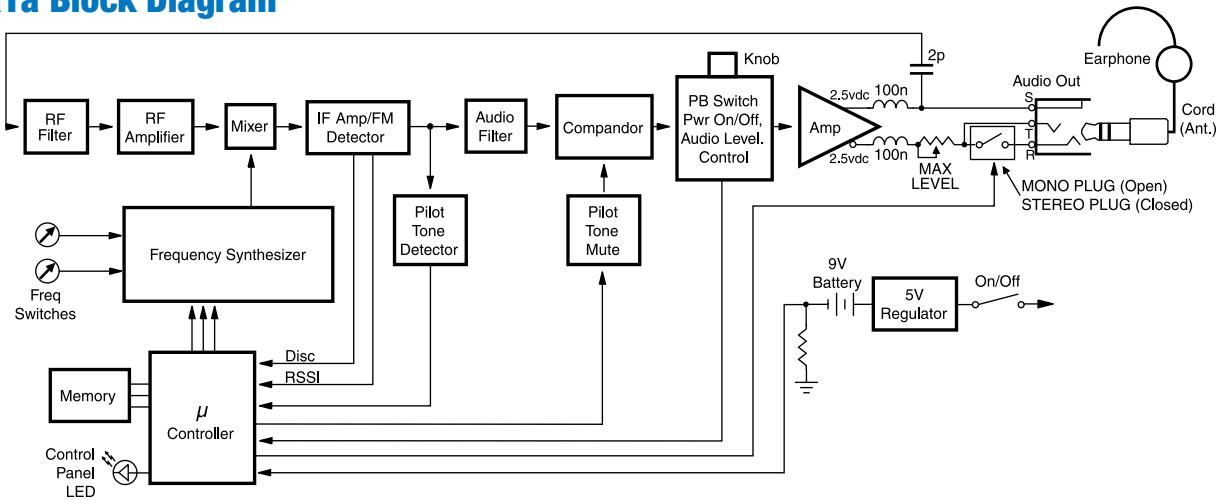 Block Diagram
2p
Knob
Earphone
Audio Out
Cord
(Ant.)
RF
Filter
RF
Amplifier
Mixer
IF Amp/FM
Detector
Audio
Filter
Compandor
PB Switch
Pwr On/Off,
Audio Level.
Control
Amp
2.5vdc
100n
2.5vdc
100n
S
T
R
MAX
LEVEL
MONO PLUG (Open)
STEREO PLUG (Closed)
Pilot
Tone
Detector
Pilot
Tone
Mute
Frequency Synthesizer
Freq
Switches
9V
Battery
5V
Regulator
On/Off
Disc
RSSI
Memory
μ
Controller
Control
Panel
LED